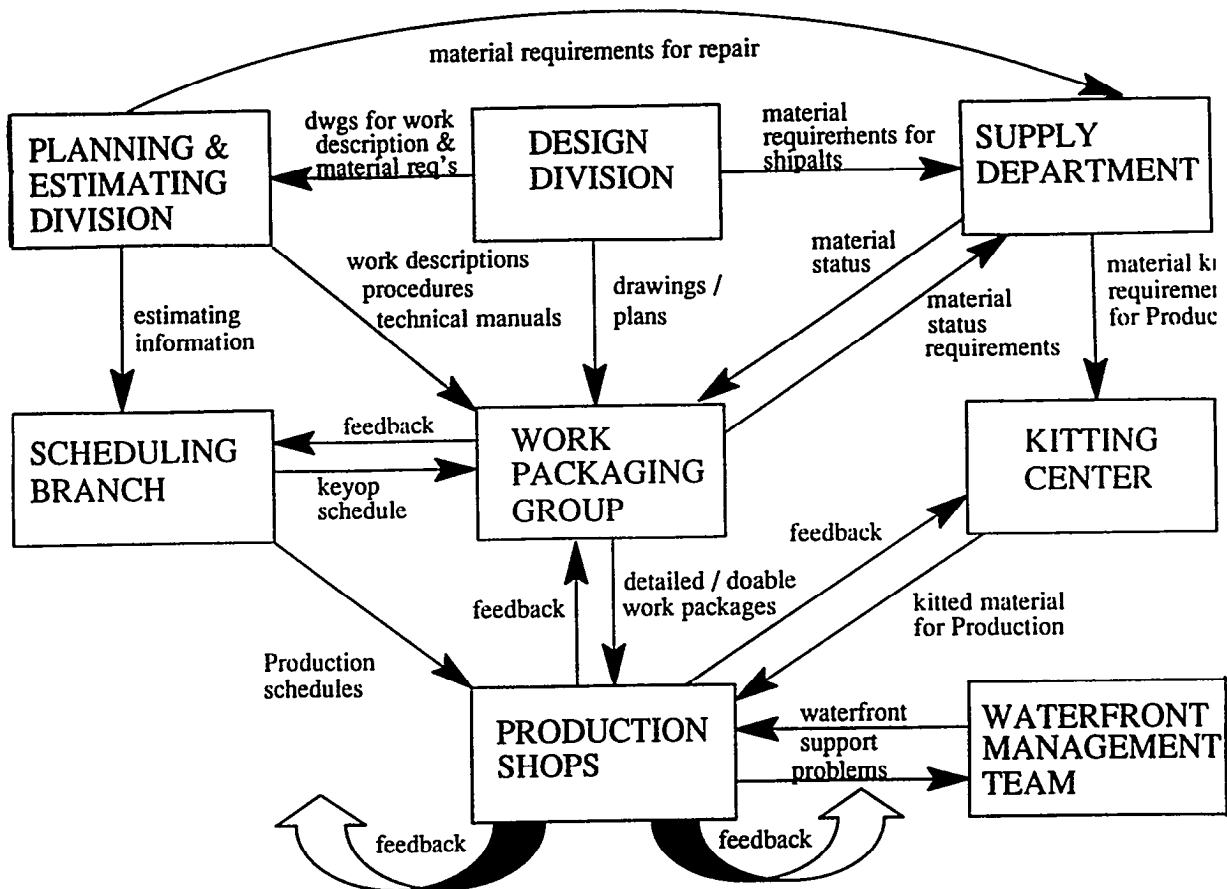 material requirements for repair
PLANNING &
ESTIMATING
DIVISION
dwgs for work
description &
material req's
DESIGN
DIVISION
material
requirements for
shipalts
SUPPLY
DEPARTMENT
estimating
information
work descriptions
procedures
technical manuals
drawings /
plans
material
status
material
status
requirements
material
for
SCHEDULING
BRANCH
feedback
keyop
schedule
WORK
PACKAGING
GROUP
KITTING
CENTER
feedback
detailed / doable
work packages
feedback
kitted material
for Production
Production
schedules
PRODUCTION
SHOPS
waterfront
support
problems
WATERFRONT
MANAGEMENT
TEAM
feedback
feedback